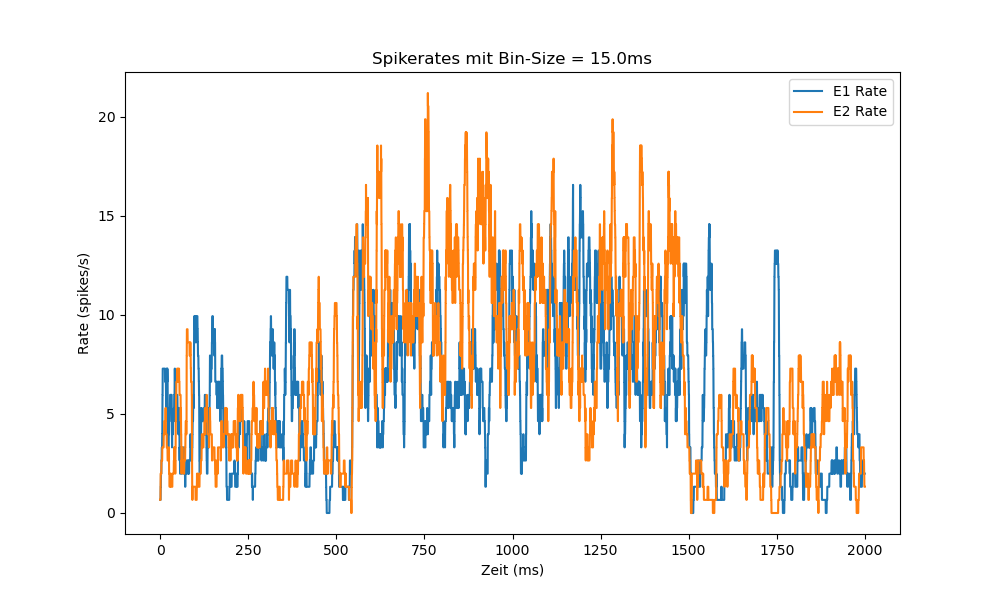 Spikerates mit Bin-Size = 15.0ms
E1 Rate
E2 Rate
Rate (spikes/s)
20
15
10
5
0
0 250 500 750 1000 1250 1500 1750 2000
Zeit (ms)